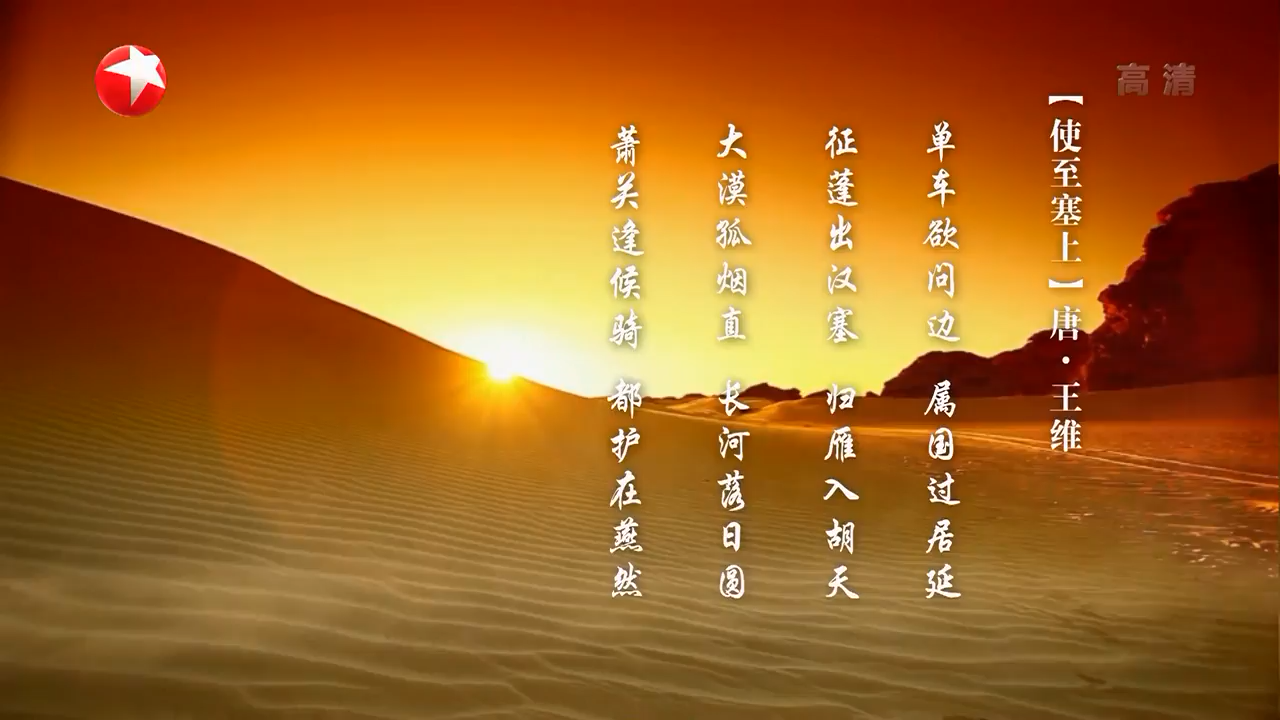 高清
【使至塞上】唐·王维
单车欲问边 属国过居延
征蓬出汉塞 归雁入胡天
大漠孤烟直 长河落日圆
萧关逢候骑 都护在燕然